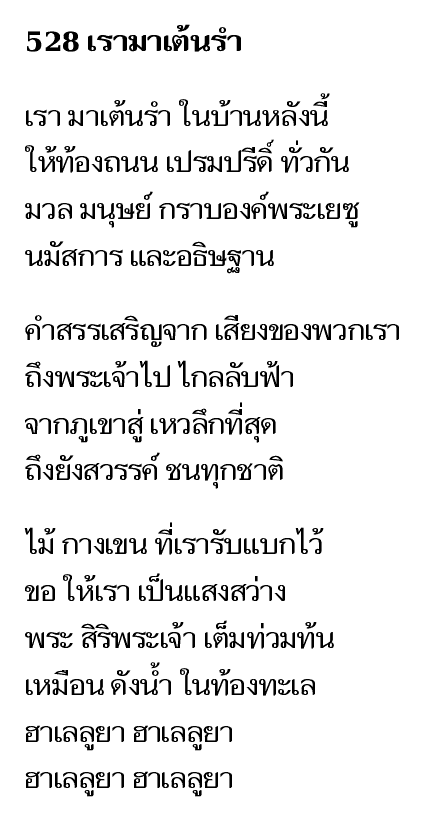 528 เรามาเต้นรำ
เรา มาเต้นรำ ในบ้านหลังนี้
ให้ท้องถนน เปรมปรีดิ์ ทั่วกัน
มวล มนุษย์ กราบองค์พระเยซู
นมัสการ และอธิษฐาน
คำสรรเสริญจาก เสียงของพวกเรา
ถึงพระเจ้าไป ไกลลับฟ้า
จากภูเขาสู่ เหวลึกที่สุด
ถึงยังสวรรค์ ชนทุกชาติ
ไม้ กางเขน ที่เรารับแบกไว้
ขอ ให้เรา เป็นแสงสว่าง
พระ สิริพระเจ้า เต็มท่วมท้น
เหมือน ดังน้ำ ในท้องทะเล
ฮาเลลูยา ฮาเลลูยา
ฮาเลลูยา ฮาเลลูยา